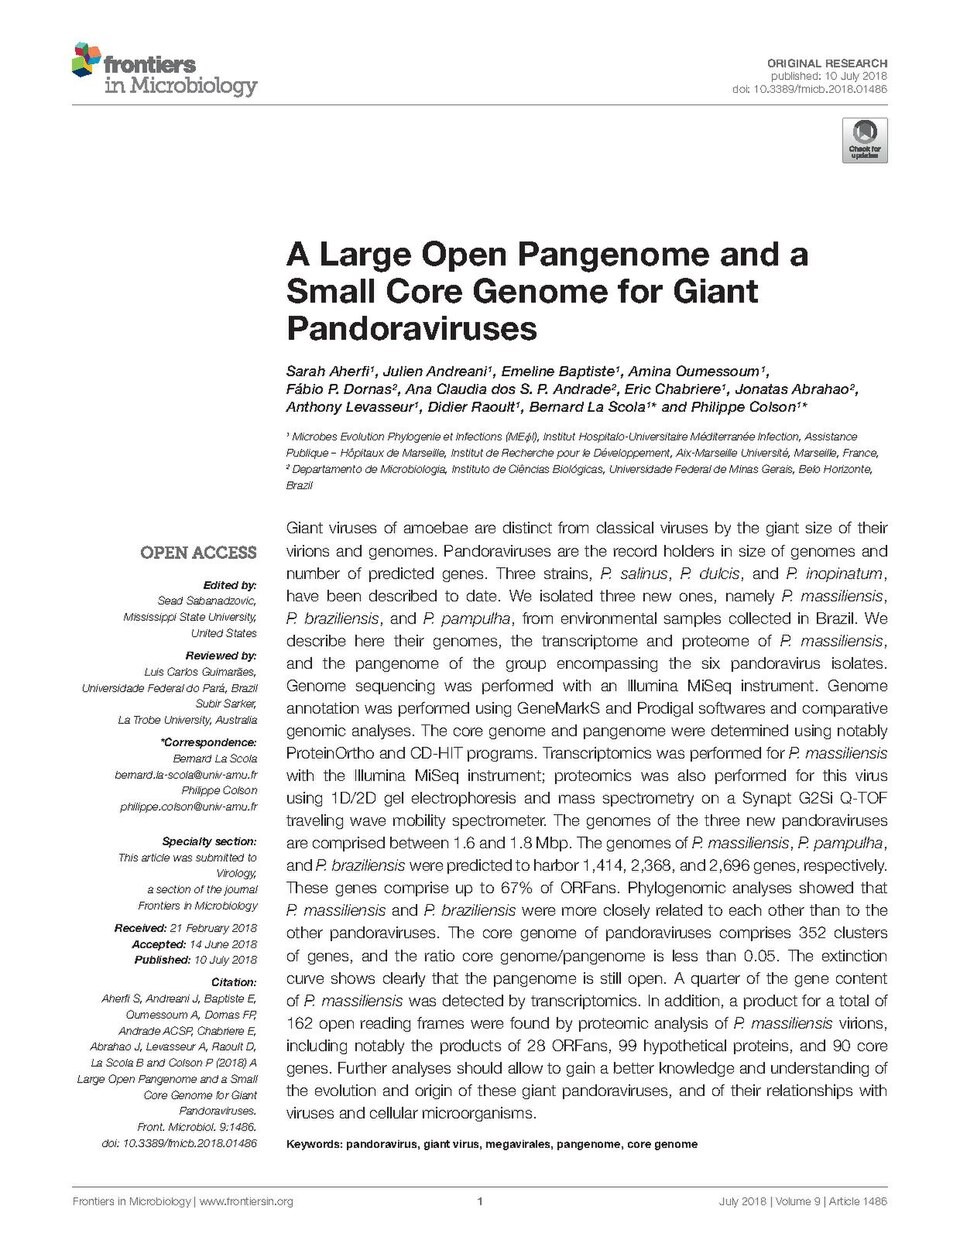 frontiers
in Microbiology
ORIGINAL RESEARCH
published: 10 July 2018
doi: 10.3389/fmicb.2018.01486
Check for
updates
A Large Open Pangenome and a
Small Core Genome for Giant
Pandoraviruses
Sarah Aherfi¹, Julien Andreani¹, Emeline Baptiste¹, Amina Oumessoum¹,
Fábio P. Dornas², Ana Claudia dos S. P. Andrade², Eric Chabriere¹, Jonatas Abrahao²,
Anthony Levasseur¹, Didier Raoult¹, Bernard La Scola¹* and Philippe Colson¹*
¹ Microbes Evolution Phylogenie et Infections (MEϕI), Institut Hospitalo-Universitaire Méditerranée Infection, Assistance
Publique – Hôpitaux de Marseille, Institut de Recherche pour le Dévelopement, Aix-Marseille Université, Marseille, France,
² Departamento de Microbiologia, Instituto de Ciências Biológicas, Universidade Federal de Minas Gerais, Belo Horizonte,
Brazil
OPEN ACCESS
Edited by:
Sead Sabanadzovic,
Mississippi State University,
United States
Reviewed by:
Luis Carlos Guimarães,
Universidade Federal do Pará, Brazil
Subir Sarker,
La Trobe University, Australia
*Correspondence:
Bernard La Scola
bernard.la-scola@univ-amu.fr
Philippe Colson
philippe.colson@univ-amu.fr
Specialty section:
This article was submitted to
Virology,
a section of the journal
Frontiers in Microbiology
Received: 21 February 2018
Accepted: 14 June 2018
Published: 10 July 2018
Citation:
Aherfi S, Andreani J, Baptiste E,
Oumessoum A, Dornas FP,
Andrade ACSP, Chabriere E,
Abrahao J, Levasseur A, Raoult D,
La Scola B and Colson P (2018) A
Large Open Pangenome and a Small
Core Genome for Giant
Pandoraviruses.
Front. Microbiol. 9:1486.
doi: 10.3389/fmicb.2018.01486
Giant viruses of amoebae are distinct from classical viruses by the giant size of their
virions and genomes. Pandoraviruses are the record holders in size of genomes and
number of predicted genes. Three strains, P. salinus, P. dulcis, and P. inopinatum,
have been described to date. We isolated three new ones, namely P. massiliensis,
P. braziliensis, and P. pampulha, from environmental samples collected in Brazil. We
describe here their genomes, the transcriptome and proteome of P. massiliensis,
and the pangenome of the group encompassing the six pandoravirus isolates.
Genome sequencing was performed with an Illumina MiSeq instrument. Genome
annotation was performed using GeneMarkS and Prodigal softwares and comparative
genomic analyses. The core genome and pangenome were determined using notably
ProteinOrtho and CD-HIT programs. Transcriptomics was performed for P. massiliensis
with the Illumina MiSeq instrument; proteomics was also performed for this virus
using 1D/2D gel electrophoresis and mass spectrometry on a Synapt G2Si Q-TOF
traveling wave mobility spectrometer. The genomes of the three new pandoraviruses
are comprised between 1.6 and 1.8 Mbp. The genomes of P. massiliensis, P. pampulha,
and P. braziliensis were predicted to harbor 1,414, 2,368, and 2,696 genes, respectively.
These genes comprise up to 67% of ORFans. Phylogenomic analyses showed that
P. massiliensis and P. braziliensis were more closely related to each other than to the
other pandoraviruses. The core genome of pandoraviruses comprises 352 clusters
of genes, and the ratio core genome/pangenome is less than 0.05. The extinction
curve shows clearly that the pangenome is still open. A quarter of the gene content
of P. massiliensis was detected by transcriptomics. In addition, a product for a total of
162 open reading frames were found by proteomic analysis of P. massiliensis virions,
including notably the products of 28 ORFans, 99 hypothetical proteins, and 90 core
genes. Further analyses should allow to gain a better knowledge and understanding of
the evolution and origin of these giant pandoraviruses, and of their relationships with
viruses and cellular microorganisms.
Keywords: pandoravirus, giant virus, megavirales, pangenome, core genome
Frontiers in Microbiology | www.frontiersin.org
1
July 2018 | Volume 9 | Article 1486